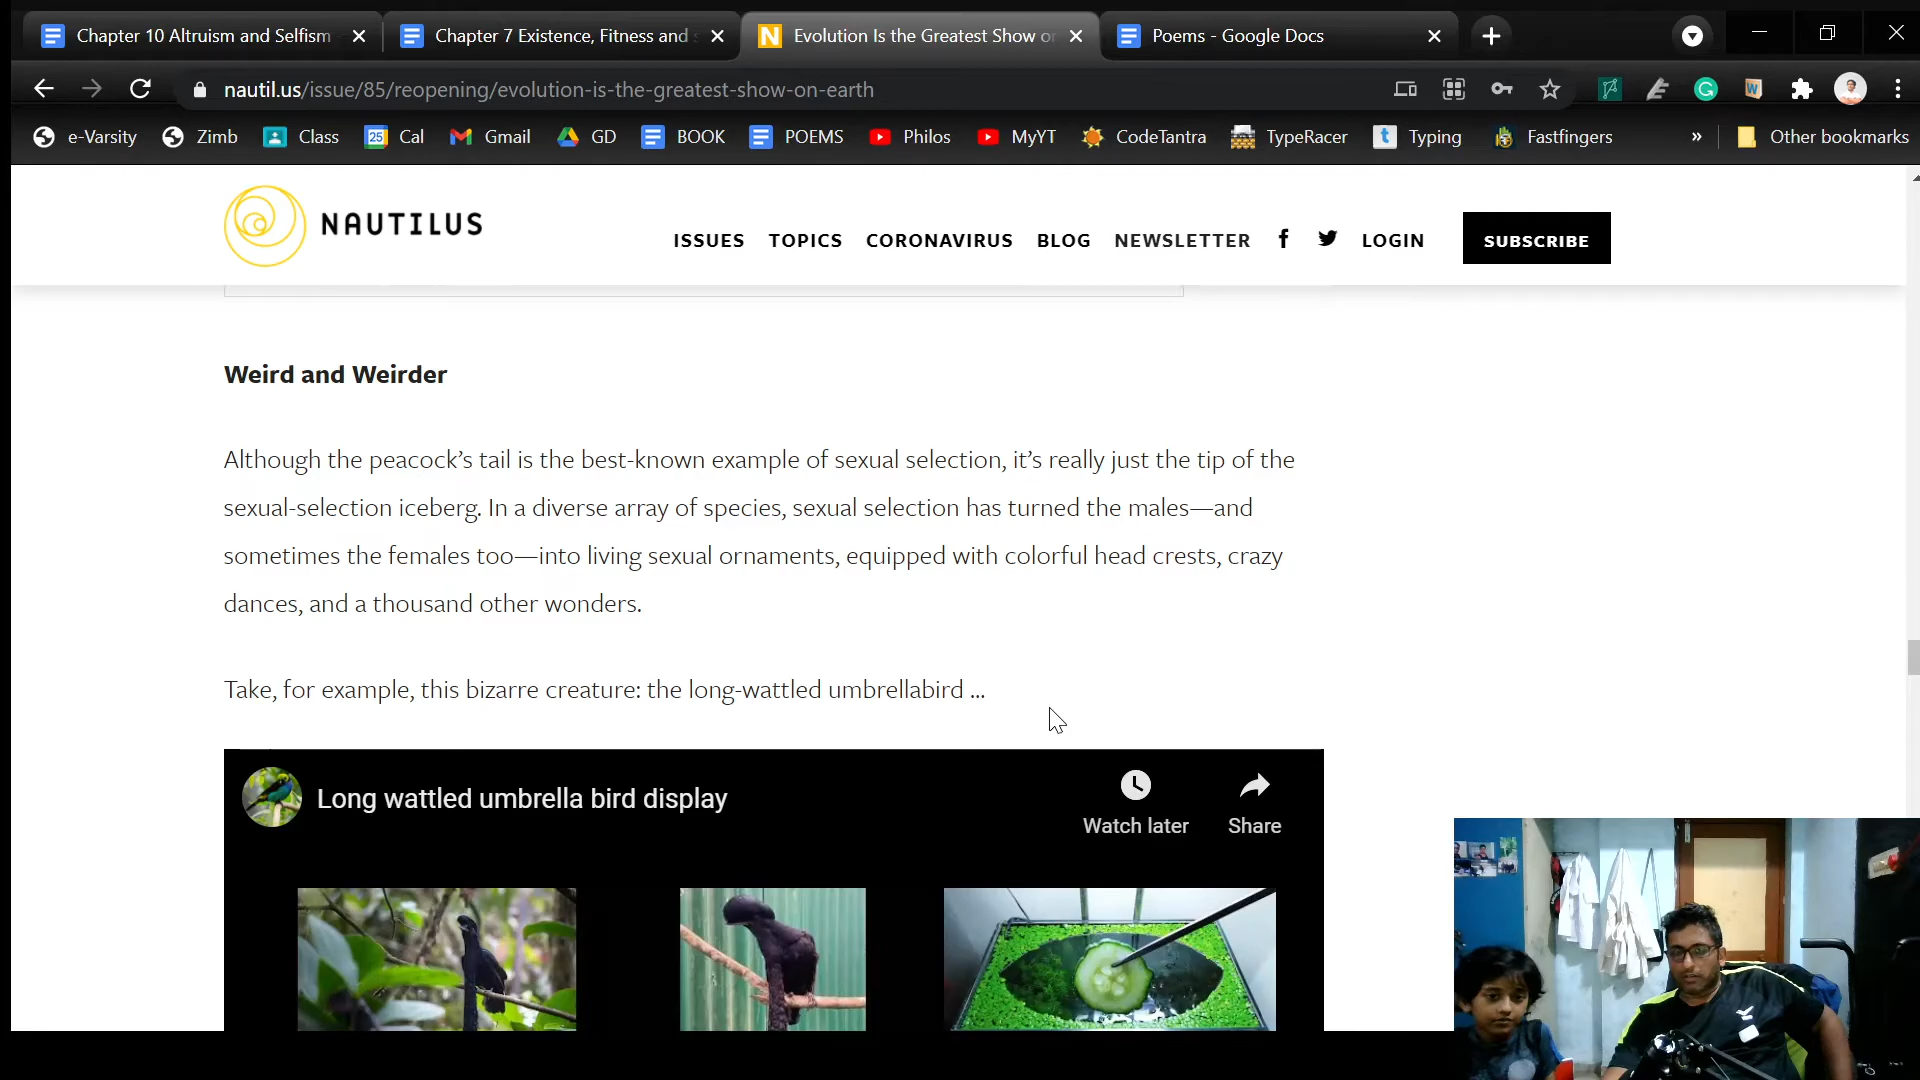 Chapter 10 Altruism and Selfism
Chapter 7 Existence, Fitness and
Evolution Is the Greatest Show on
Poems - Google Docs
nautil.us/issue/85/reopening/evolution-is-the-greatest-show-on-earth
e-Varsity Zimb Class 25 Cal Gmail GD BOOK POEMS Philos MyYT CodeTantra TypeRacer t Typing Fastfingers » Other bookmarks
NAUTILUS
ISSUES TOPICS CORONAVIRUS BLOG NEWSLETTER f LOGIN SUBSCRIBE
Weird and Weirder
Although the peacock’s tail is the best-known example of sexual selection, it’s really just the tip of the
sexual-selection iceberg. In a diverse array of species, sexual selection has turned the males—and
sometimes the females too—into living sexual ornaments, equipped with colorful head crests, crazy
dances, and a thousand other wonders.
Take, for example, this bizarre creature: the long-wattled umbrellabird ...
Long wattled umbrella bird display
Watch later
Share